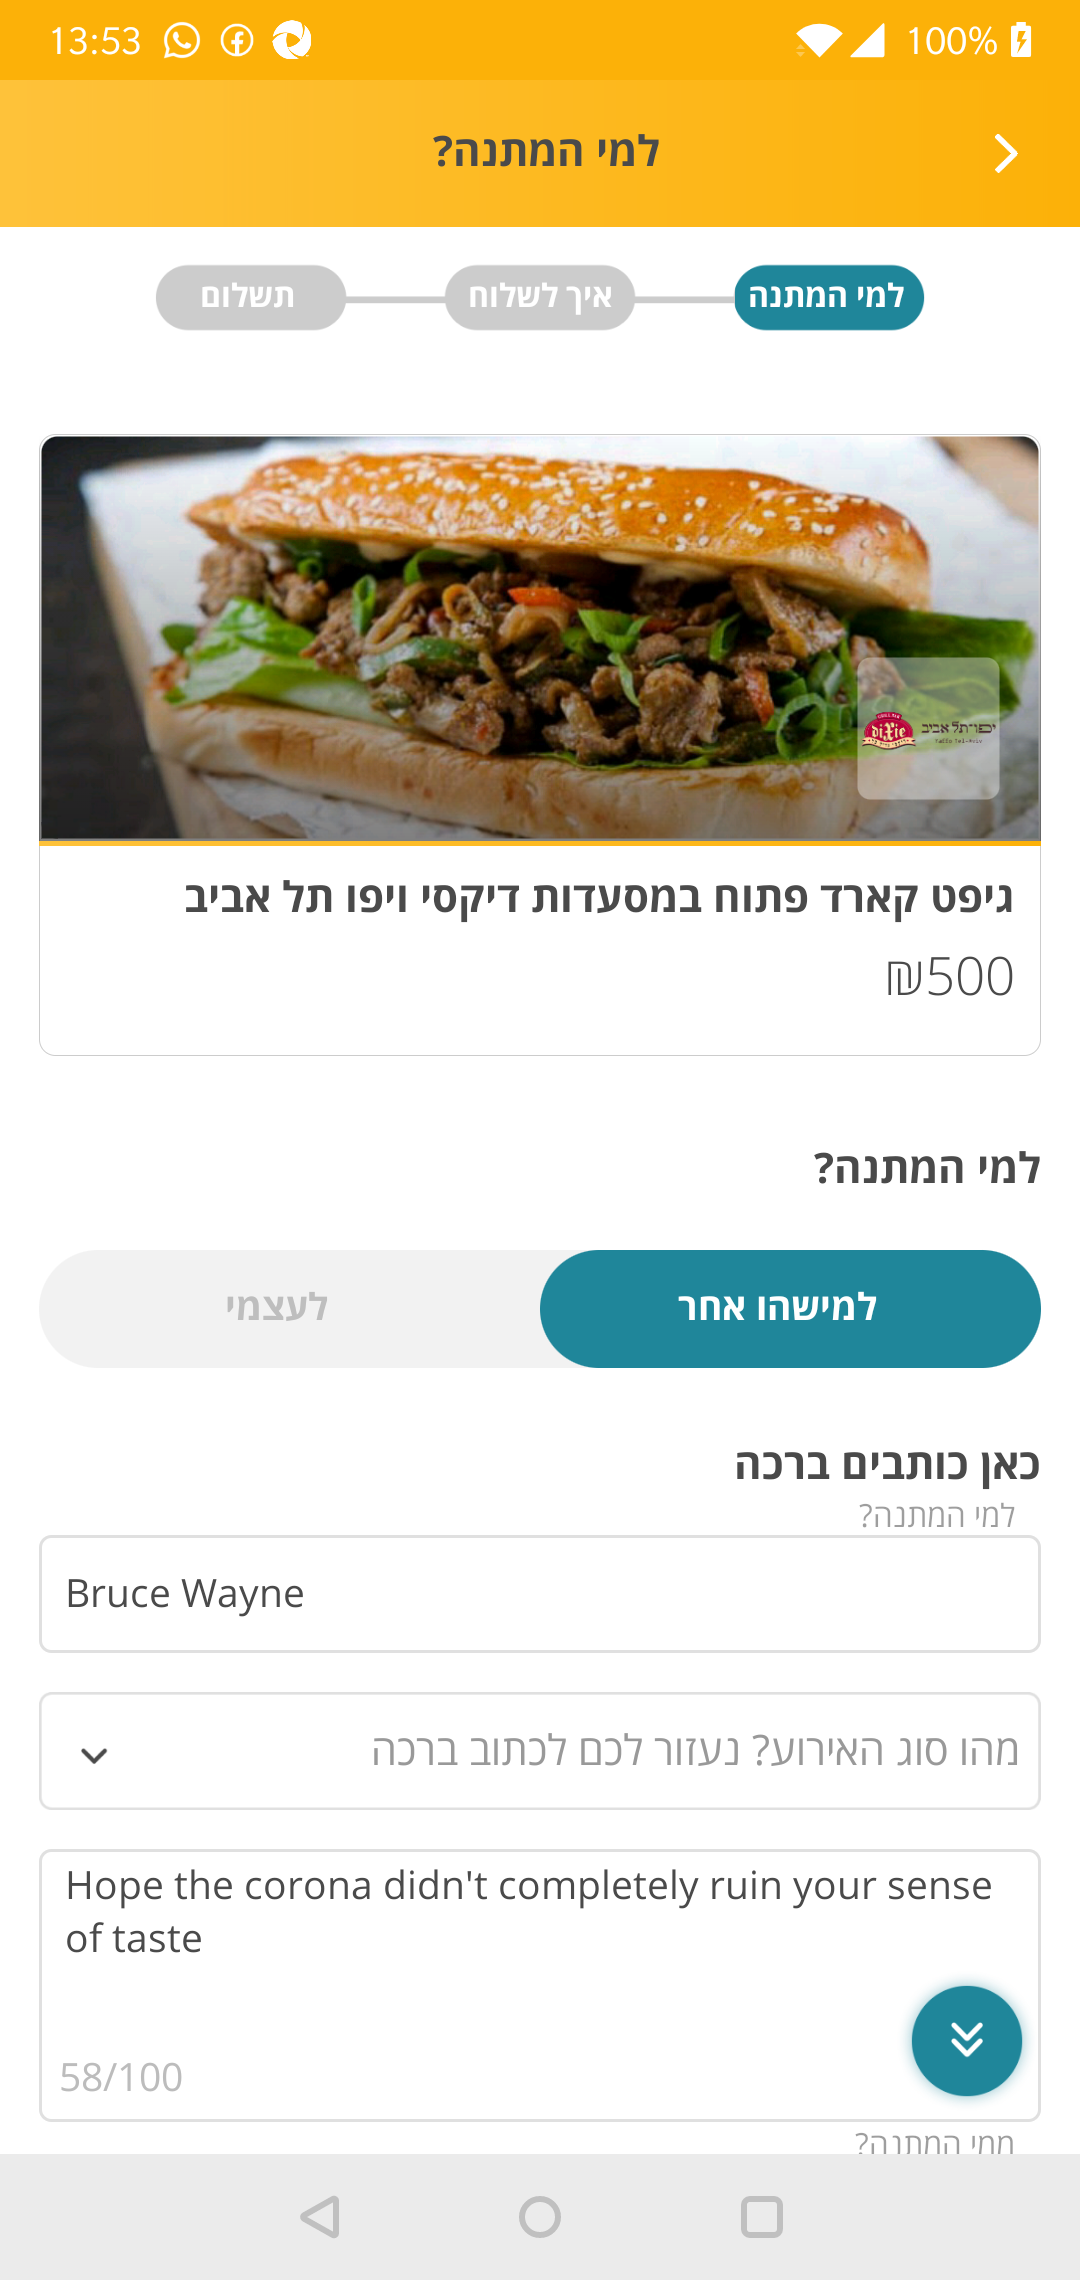 13:53
100%
למי המתנה?
למי המתנה
איך לשלוח
תשלום
GRILL BAR
diXie
יפו־תל אביב
Yaffo Tel-Aviv
גיפט קארד פתוח במסעדות דיקסי ויפו תל אביב
₪500
למי המתנה?
למישהו אחר
לעצמי
כאן כותבים ברכה
למי המתנה?
Bruce Wayne
מהו סוג האירוע? נעזור לכם לכתוב ברכה
Hope the corona didn't completely ruin your sense
of taste
58/100
ממי המתנה?